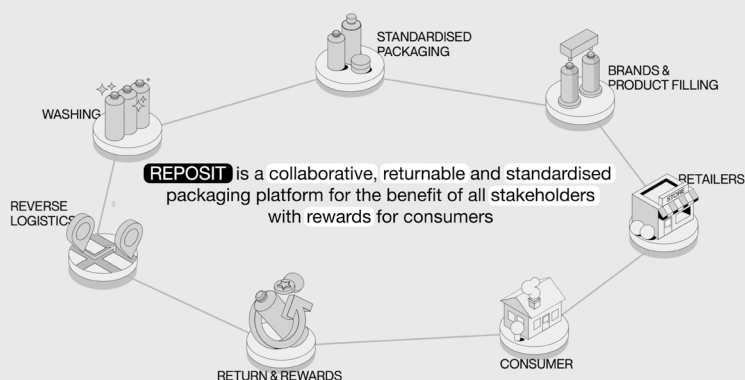 STANDARDISED
PACKAGING
BRANDS &
PRODUCT FILLING
WASHING
REPOSIT is a collaborative, returnable and standardised
packaging platform for the benefit of all stakeholders
with rewards for consumers
RETAILERS
STORE
REVERSE
LOGISTICS
CONSUMER
RETURN & REWARDS